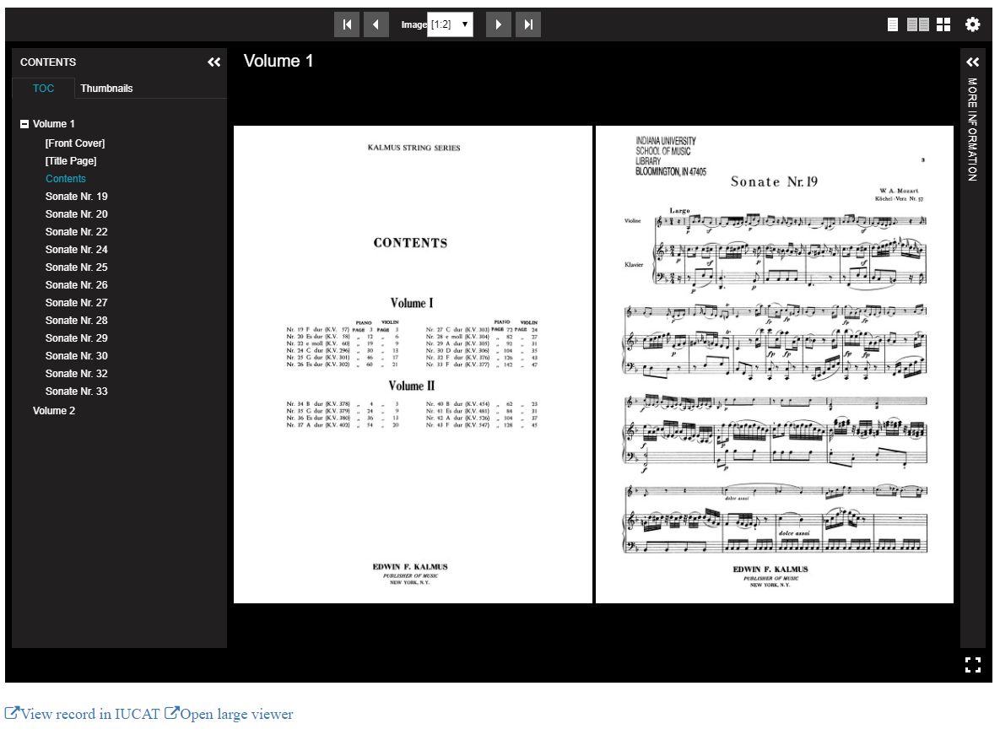 Image [1:2]
CONTENTS
TOC Thumbnails
Volume 1
[Front Cover]
[Title Page]
Contents
Sonate Nr. 19
Sonate Nr. 20
Sonate Nr. 22
Sonate Nr. 24
Sonate Nr. 25
Sonate Nr. 26
Sonate Nr. 27
Sonate Nr. 28
Sonate Nr. 29
Sonate Nr. 30
Sonate Nr. 32
Sonate Nr. 33
Volume 2
Volume 1
KALMUS STRING SERIES
CONTENTS
Volume I
PIANO VIOLIN
Nr. 19 F dur (K.V. 57) PAGE 3 PAGE 3
Nr. 20 Es dur (K.V. 58) „ 12 „ 6
Nr. 22 e moll (K.V. 60) „ 19 „ 9
Nr. 24 C dur (K.V. 296) „ 30 „ 13
Nr. 25 G dur (K.V. 301) „ 46 „ 17
Nr. 26 Es dur (K.V. 302) „ 60 „ 21
PIANO VIOLIN
Nr. 27 C dur (K.V. 303) PAGE 72 PAGE 24
Nr. 28 e moll (K.V. 304) „ 82 „ 27
Nr. 29 A dur (K.V. 305) „ 92 „ 31
Nr. 30 D dur (K.V. 306) „ 104 „ 35
Nr. 32 F dur (K.V. 376) „ 126 „ 43
Nr. 33 F dur (K.V. 377) „ 142 „ 47
Volume II
Nr. 34 B dur (K.V. 378) „ 4 „ 3
Nr. 35 G dur (K.V. 379) „ 24 „ 9
Nr. 36 Es dur (K.V. 380) „ 36 „ 13
Nr. 37 A dur (K.V. 402) „ 54 „ 20
Nr. 40 B dur (K.V. 454) „ 62 „ 23
Nr. 41 Es dur (K.V. 481) „ 84 „ 31
Nr. 42 A dur (K.V. 526) „ 104 „ 37
Nr. 43 F dur (K.V. 547) „ 128 „ 45
EDWIN F. KALMUS
PUBLISHER OF MUSIC
NEW YORK, N.Y.
INDIANA UNIVERSITY
SCHOOL OF MUSIC
LIBRARY
BLOOMINGTON, IN 47405
3
Sonate Nr. 19
W. A. Mozart
Köchel-Verz. Nr. 57
Largo
Violine
Klavier
dolce assai
dolce assai
EDWIN F. KALMUS
PUBLISHER OF MUSIC
NEW YORK, N.Y.
MORE INFORMATION
View record in IUCAT Open large viewer